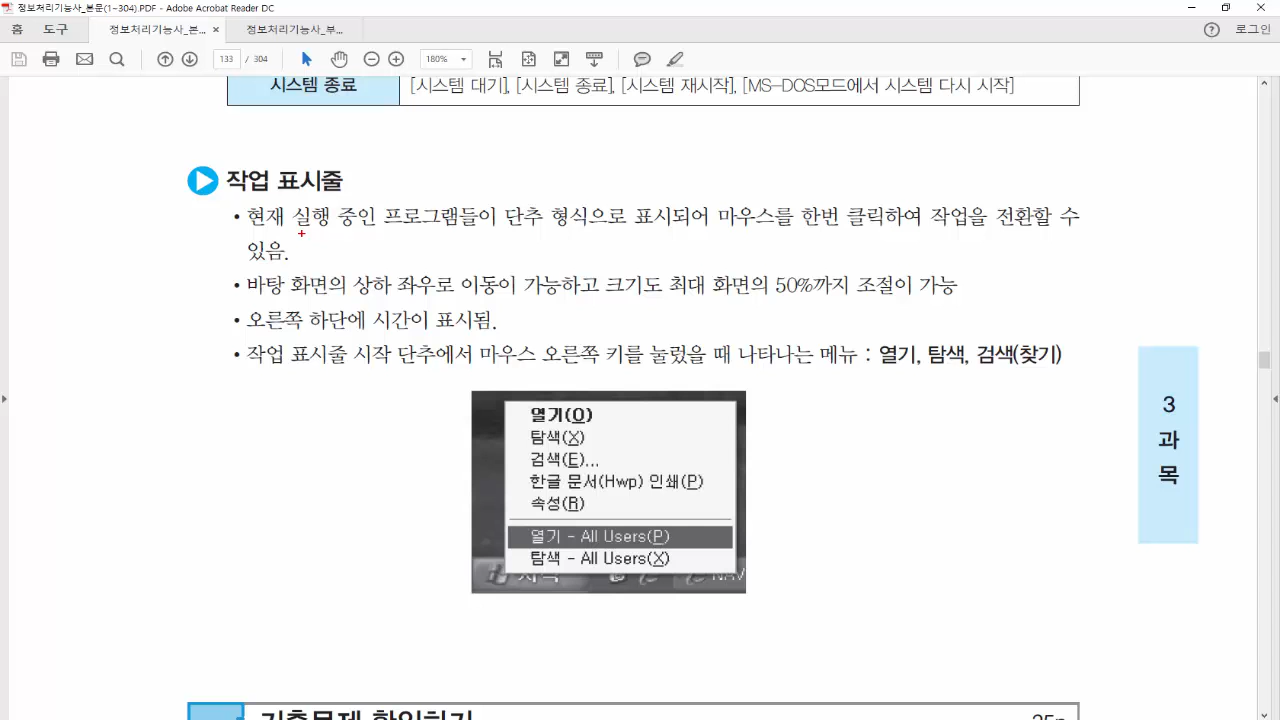 정보처리기능사_본문(1~304).PDF - Adobe Acrobat Reader DC
홈 도구 정보처리기능사_본... × 정보처리기능사_부... 로그인
133 / 304 180%
시스템 종료 [시스템 대기], [시스템 종료], [시스템 재시작], [MS-DOS모드에서 시스템 다시 시작]
작업 표시줄
• 현재 실행 중인 프로그램들이 단추 형식으로 표시되어 마우스를 한번 클릭하여 작업을 전환할 수
있음.
• 바탕 화면의 상하 좌우로 이동이 가능하고 크기도 최대 화면의 50%까지 조절이 가능
• 오른쪽 하단에 시간이 표시됨.
• 작업 표시줄 시작 단추에서 마우스 오른쪽 키를 눌렀을 때 나타나는 메뉴 : 열기, 탐색, 검색(찾기)
열기(O)
탐색(X)
검색(E)...
한글 문서(Hwp) 인쇄(P)
속성(R)
열기 - All Users(P)
탐색 - All Users(X)
시작 NAV
3
과
목
기출문제 확인하기